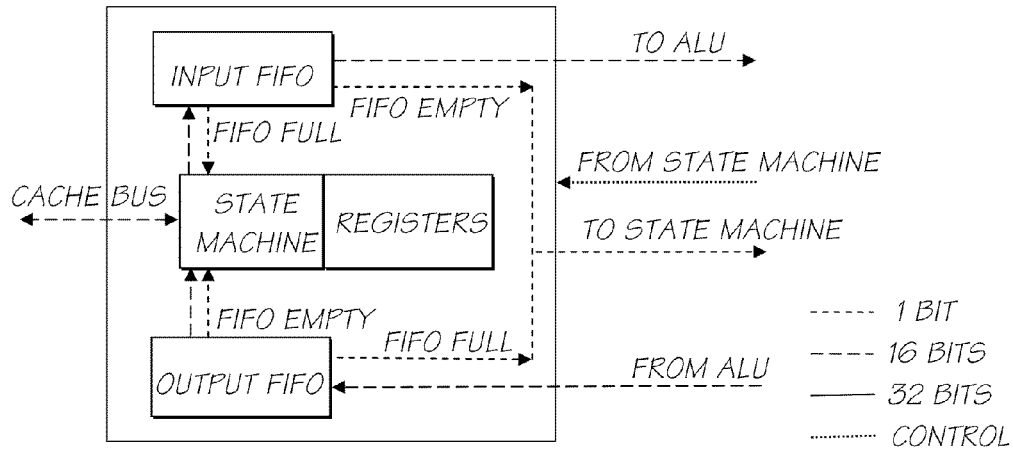 TO ALU
INPUT FIFO
FIFO EMPTY
FIFO FULL
FROM STATE MACHINE
CACHE BUS
STATE
MACHINE
REGISTERS
TO STATE MACHINE
FIFO EMPTY
FIFO FULL
OUTPUT FIFO
FROM ALU
1 BIT
16 BITS
32 BITS
CONTROL